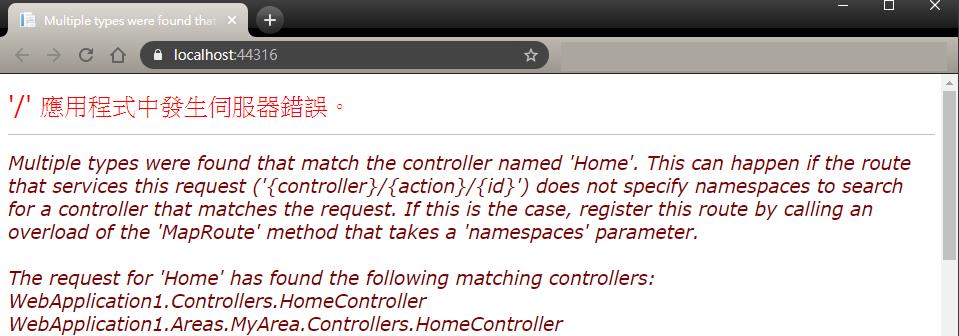 Multiple types were found that
localhost:44316
'/' 應用程式中發生伺服器錯誤。
Multiple types were found that match the controller named 'Home'. This can happen if the route
that services this request ('{controller}/{action}/{id}') does not specify namespaces to search
for a controller that matches the request. If this is the case, register this route by calling an
overload of the 'MapRoute' method that takes a 'namespaces' parameter.
The request for 'Home' has found the following matching controllers:
WebApplication1.Controllers.HomeController
WebApplication1.Areas.MyArea.Controllers.HomeController